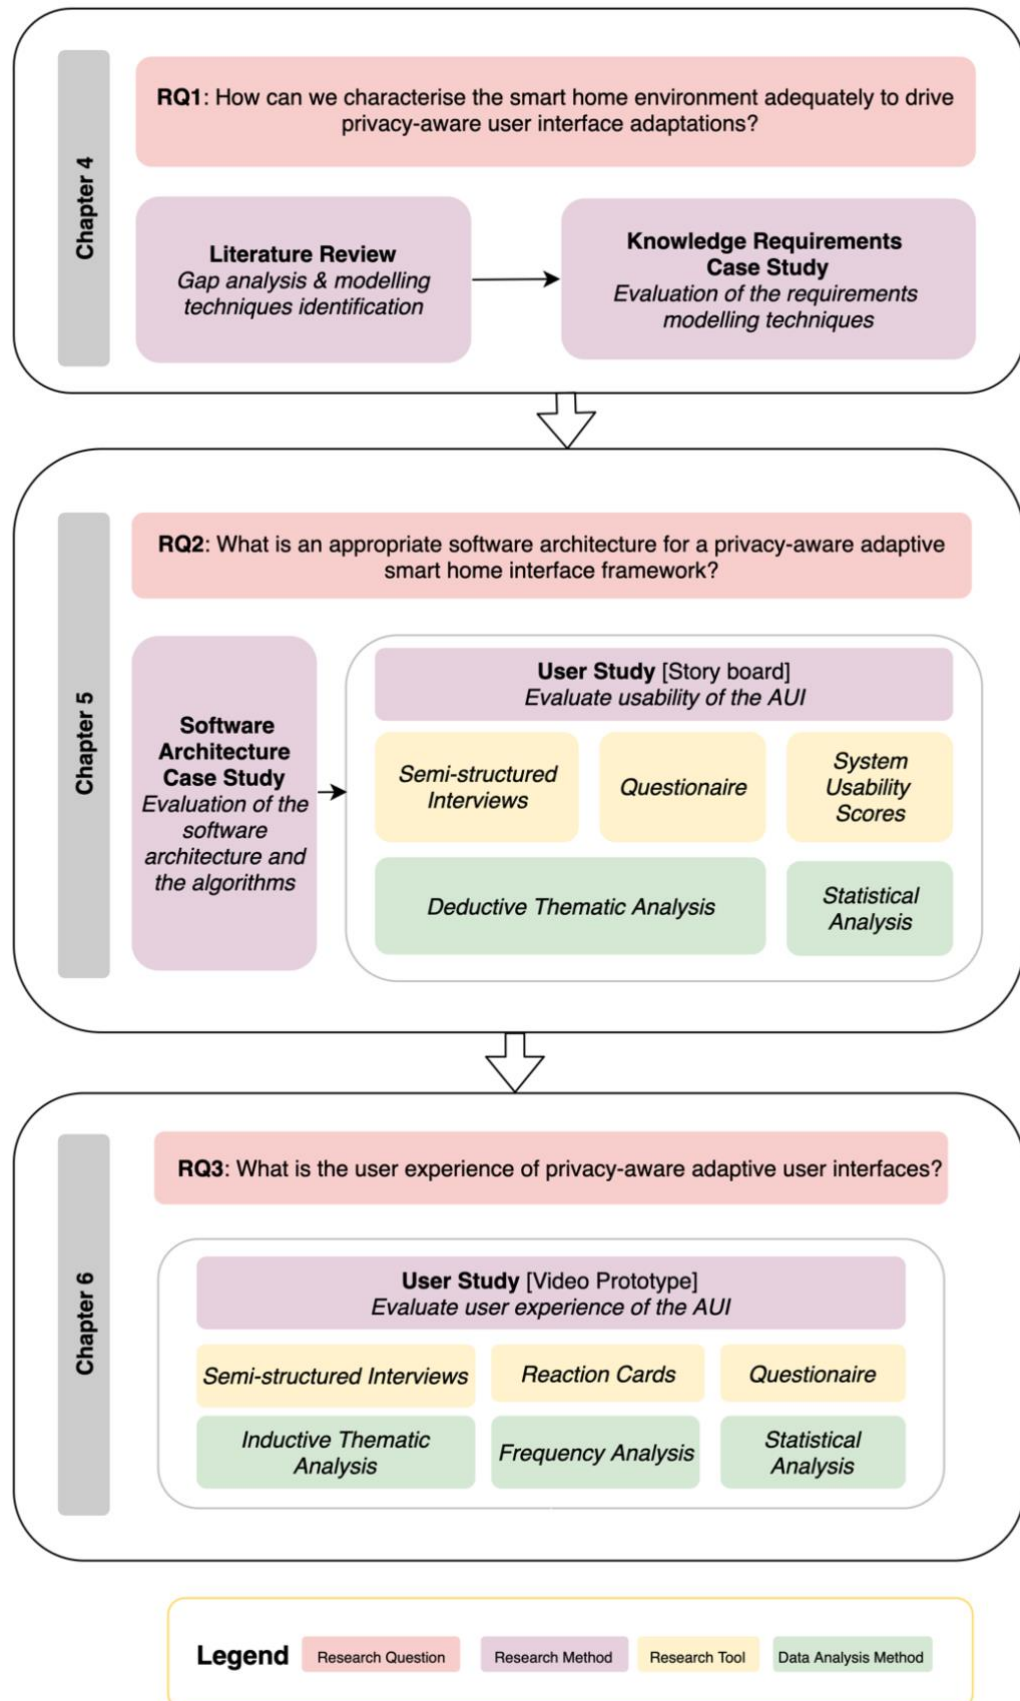 Chapter 4
RQ1: How can we characterise the smart home environment adequately to drive
privacy-aware user interface adaptations?
Literature Review
Gap analysis & modelling
techniques identification
Knowledge Requirements
Case Study
Evaluation of the requirements
modelling techniques
Chapter 5
RQ2: What is an appropriate software architecture for a privacy-aware adaptive
smart home interface framework?
Software
Architecture
Case Study
Evaluation of the
software
architecture and
the algorithms
User Study [Story board]
Evaluate usability of the AUI
Semi-structured
Interviews
Questionaire
System
Usability
Scores
Deductive Thematic Analysis
Statistical
Analysis
Chapter 6
RQ3: What is the user experience of privacy-aware adaptive user interfaces?
User Study [Video Prototype]
Evaluate user experience of the AUI
Semi-structured Interviews
Reaction Cards
Questionaire
Inductive Thematic
Analysis
Frequency Analysis
Statistical
Analysis
Legend
Research Question
Research Method
Research Tool
Data Analysis Method